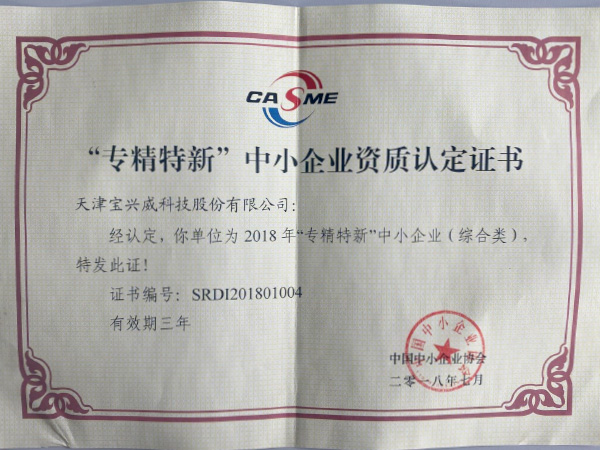 CASME
“专精特新”中小企业资质认定证书
天津宝兴威科技股份有限公司：
经认定，你单位为2018年“专精特新”中小企业（综合类），
特发此证！
证书编号：SRDI201801004
有效期三年
中国中小企业协会
二零一八年七月